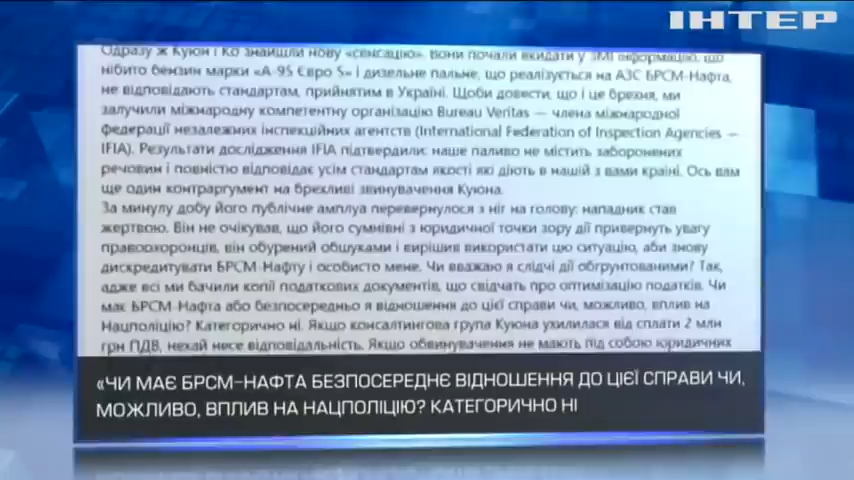 ІНТЕР
Одразу ж Куюн і Ко знайшли нову «сенсацію». Вони почали вкидати у ЗМІ інформацію, що
нібито бензин марки «А-95 Євро 5» і дизельне пальне, що реалізується на АЗС БРСМ-Нафта,
не відповідають стандартам, прийнятим в Україні. Щоби довести, що і це брехня, ми
залучили міжнародну компетентну організацію Bureau Veritas — члена міжнародної
федерації незалежних інспекційних агентств (International Federation of Inspection Agencies —
IFIA). Результати дослідження IFIA підтвердили: наше паливо не містить заборонених
речовин і повністю відповідає усім стандартам якості які діють в нашій з вами країні. Ось вам
ще один контраргумент на брехливі звинувачення Куюна.
За минулу добу його публічне амплуа перевернулося з ніг на голову: нападник став
жертвою. Він не очікував, що його сумнівні з юридичної точки зору дії привернуть увагу
правоохоронців, він обурений обшуками і вирішив використати цю ситуацію, аби знову
дискредитувати БРСМ-Нафту і особисто мене. Чи вважаю я слідчі дії обгрунтованими? Так,
адже всі ми бачили копії податкових документів, що свідчать про оптимізацію податків. Чи
має БРСМ-Нафта або безпосередньо я відношення до цієї справи чи, можливо, вплив на
Нацполіцію? Категорично ні. Якщо консалтингова група Куюна ухилилася від сплати 2 млн
грн ПДВ, нехай несе відповідальність. Якщо обвинувачення не мають під собою юридичних
«ЧИ МАЄ БРСМ-НАФТА БЕЗПОСЕРЕДНЄ ВІДНОШЕННЯ ДО ЦІЄЇ СПРАВИ ЧИ,
МОЖЛИВО, ВПЛИВ НА НАЦПОЛІЦІЮ? КАТЕГОРИЧНО НІ